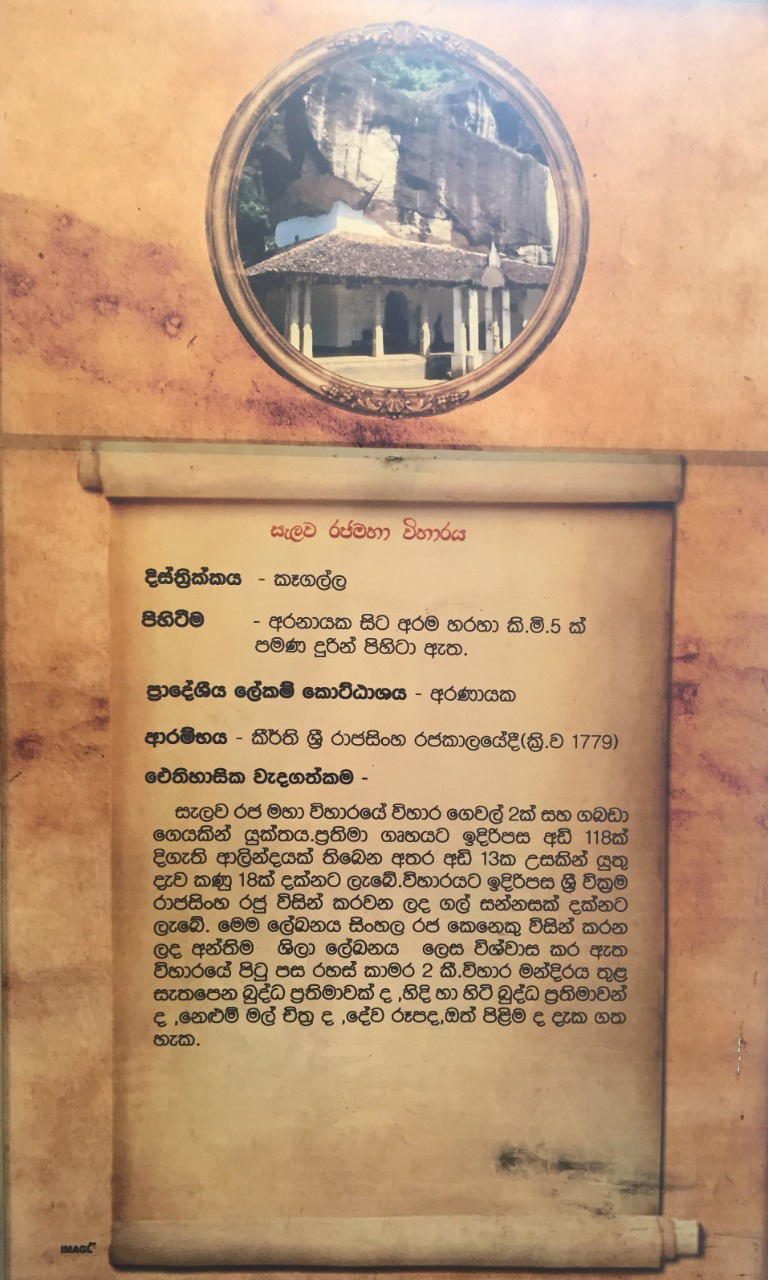 සැලව රජමහා විහාරය
දිස්ත්‍රික්කය - කෑගල්ල
පිහිටීම - අරනායක සිට අරම හරහා කි.මි.5 ක්
පමණ දුරින් පිහිටා ඇත.
ප්‍රාදේශීය ලේකම් කොට්ඨාශය - අරණායක
ආරම්භය - කීර්ති ශ්‍රී රාජසිංහ රජකාලයේදී(ක්‍රි.ව 1779)
ඓතිහාසික වැදගත්කම -
සැලව රජ මහා විහාරයේ විහාර ගෙවල් 2ක් සහ ගබඩා
ගෙයකින් යුක්තය.ප්‍රතිමා ගෘහයට ඉදිරිපස අඩි 118ක්
දිගැති ආලින්දයක් තිබෙන අතර අඩි 13ක උසකින් යුතු
දැව කණු 18ක් දක්නට ලැබේ.විහාරයට ඉදිරිපස ශ්‍රී වික්‍රම
රාජසිංහ රජු විසින් කරවන ලද ගල් සන්නසක් දක්නට
ලැබේ. මෙම ලේඛනය සිංහල රජ කෙනෙකු විසින් කරන
ලද අන්තිම ශිලා ලේඛනය ලෙස විශ්වාස කර ඇත
විහාරයේ පිටු පස රහස් කාමර 2 කී.විහාර මන්දිරය තුළ
සැතපෙන බුද්ධ ප්‍රතිමාවක් ද ,හිඳි හා හිටි බුද්ධ ප්‍රතිමාවන්
ද ,නෙළුම් මල් චිත්‍ර ද ,දේව රූපද,ඔත් පිළිම ද දැක ගත
හැක.
IMAGE